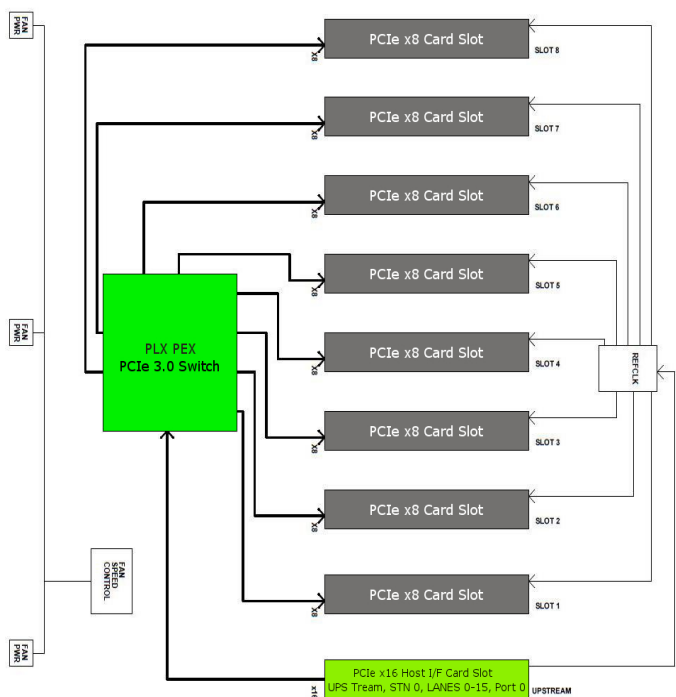 FAN
PWR
PCIe x8 Card Slot
X8
SLOT 8
PCIe x8 Card Slot
X8
SLOT 7
PCIe x8 Card Slot
X8
SLOT 6
PCIe x8 Card Slot
X8
SLOT 5
FAN
PWR
PLX PEX
PCIe 3.0 Switch
PCIe x8 Card Slot
X8
SLOT 4
REFCLK
PCIe x8 Card Slot
X8
SLOT 3
PCIe x8 Card Slot
X8
SLOT 2
FAN
SPEED
CONTROL
PCIe x8 Card Slot
X8
SLOT 1
FAN
PWR
PCIe x16 Host I/F Card Slot
UPS Tream, STN 0, LANES 0-15, Port 0
x16
UPSTREAM